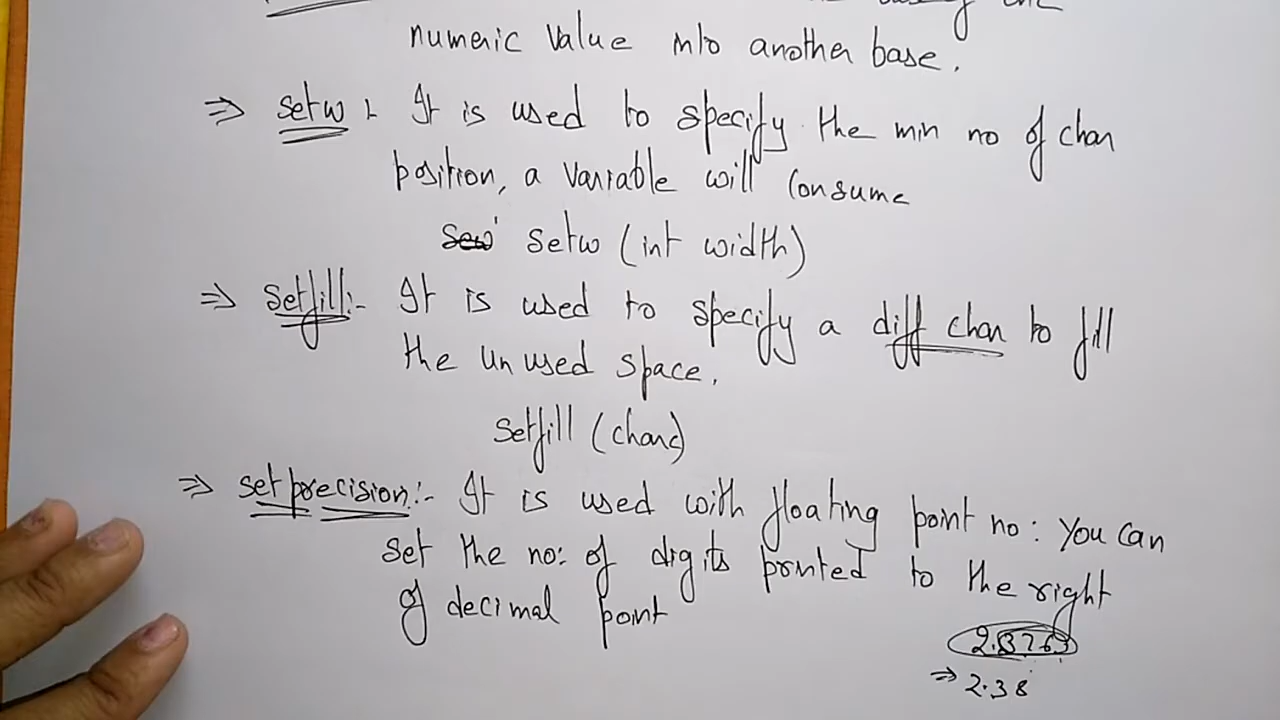 numeric value into another base.
⇒ setw : It is used to specify the min no of char
position, a variable will consume
setw (int width)
⇒ setfill:- It is used to specify a diff char to fill
the unused space.
setfill (char c)
⇒ set precision:- It is used with floating point no: You can
set the no: of digits printed to the right
of decimal point
⇒ 2.38